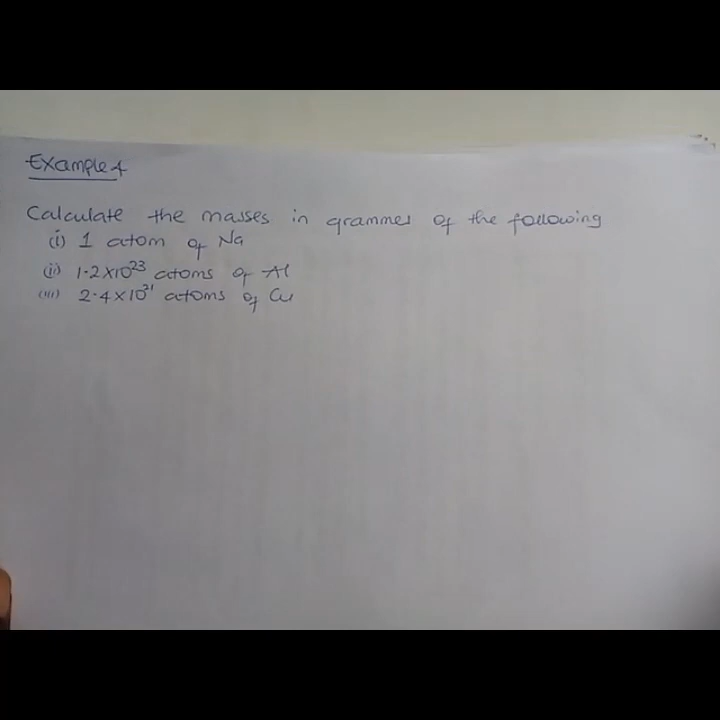 Example 4
Calculate the masses in grammes of the following
(i) 1 atom of Na
(ii) 1.2×10²³ atoms of Al
(iii) 2.4×10²¹ atoms of Cu